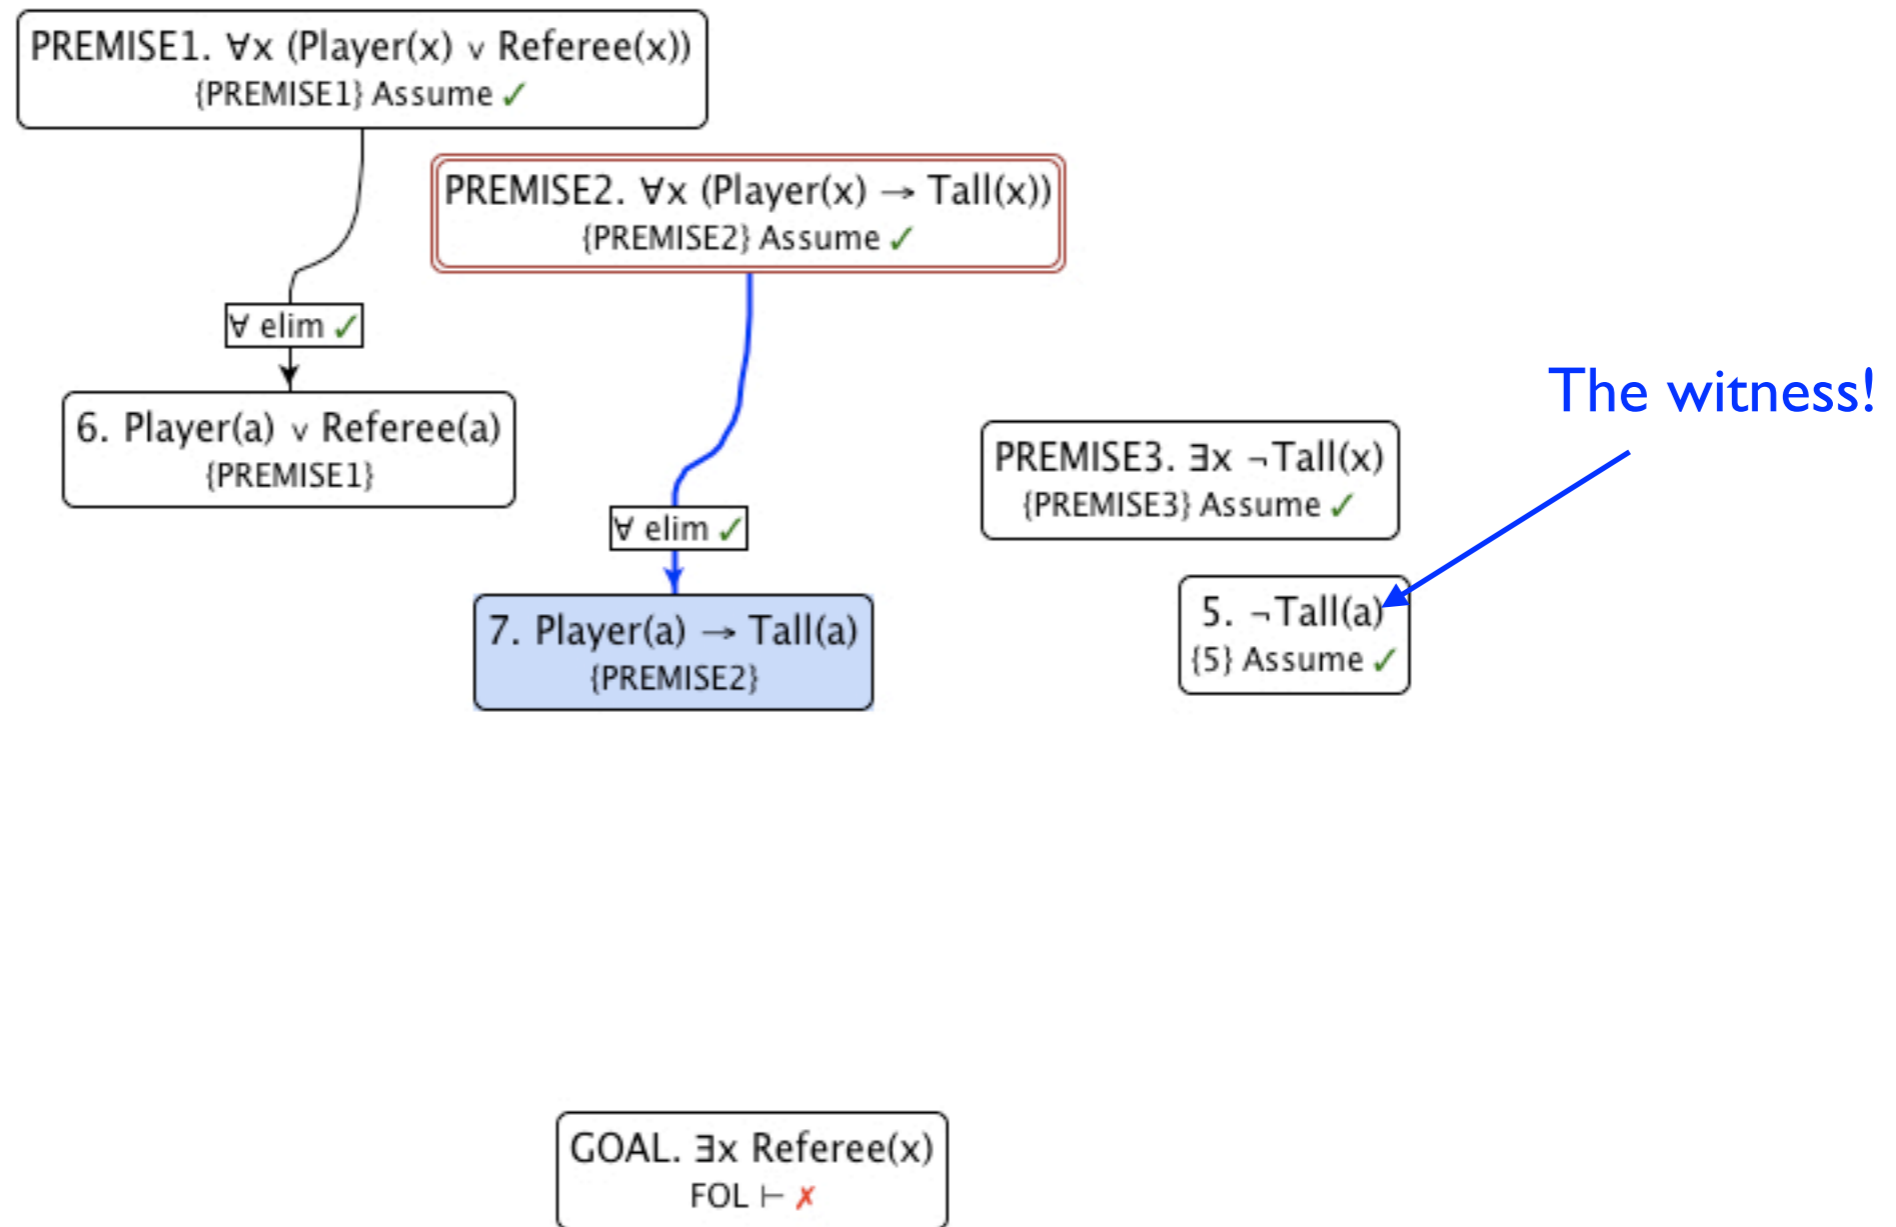 PREMISE1. ∀x (Player(x) ∨ Referee(x))
{PREMISE1} Assume ✓
PREMISE2. ∀x (Player(x) → Tall(x))
{PREMISE2} Assume ✓
∀ elim ✓
6. Player(a) ∨ Referee(a)
{PREMISE1}
The witness!
PREMISE3. ∃x ¬Tall(x)
{PREMISE3} Assume ✓
∀ elim ✓
5. ¬Tall(a)
{5} Assume ✓
7. Player(a) → Tall(a)
{PREMISE2}
GOAL. ∃x Referee(x)
FOL ⊢ ✗